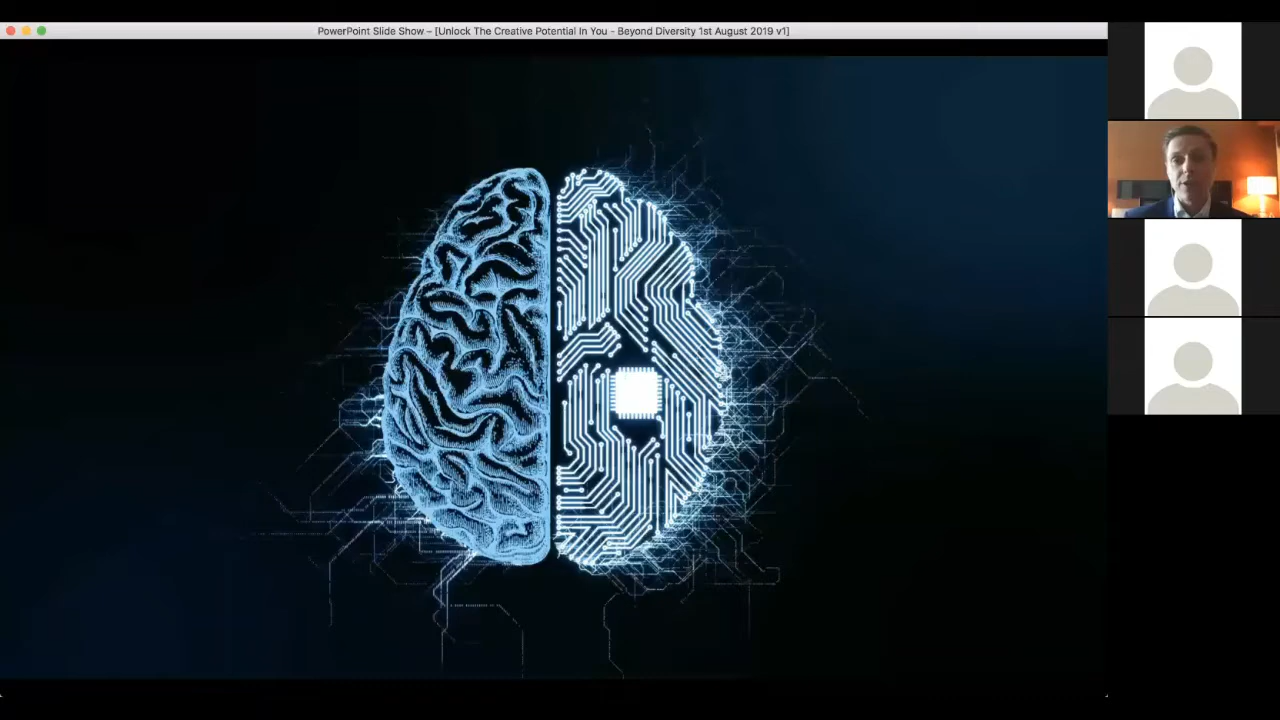 PowerPoint Slide Show – [Unlock The Creative Potential In You - Beyond Diversity 1st August 2019 v1]